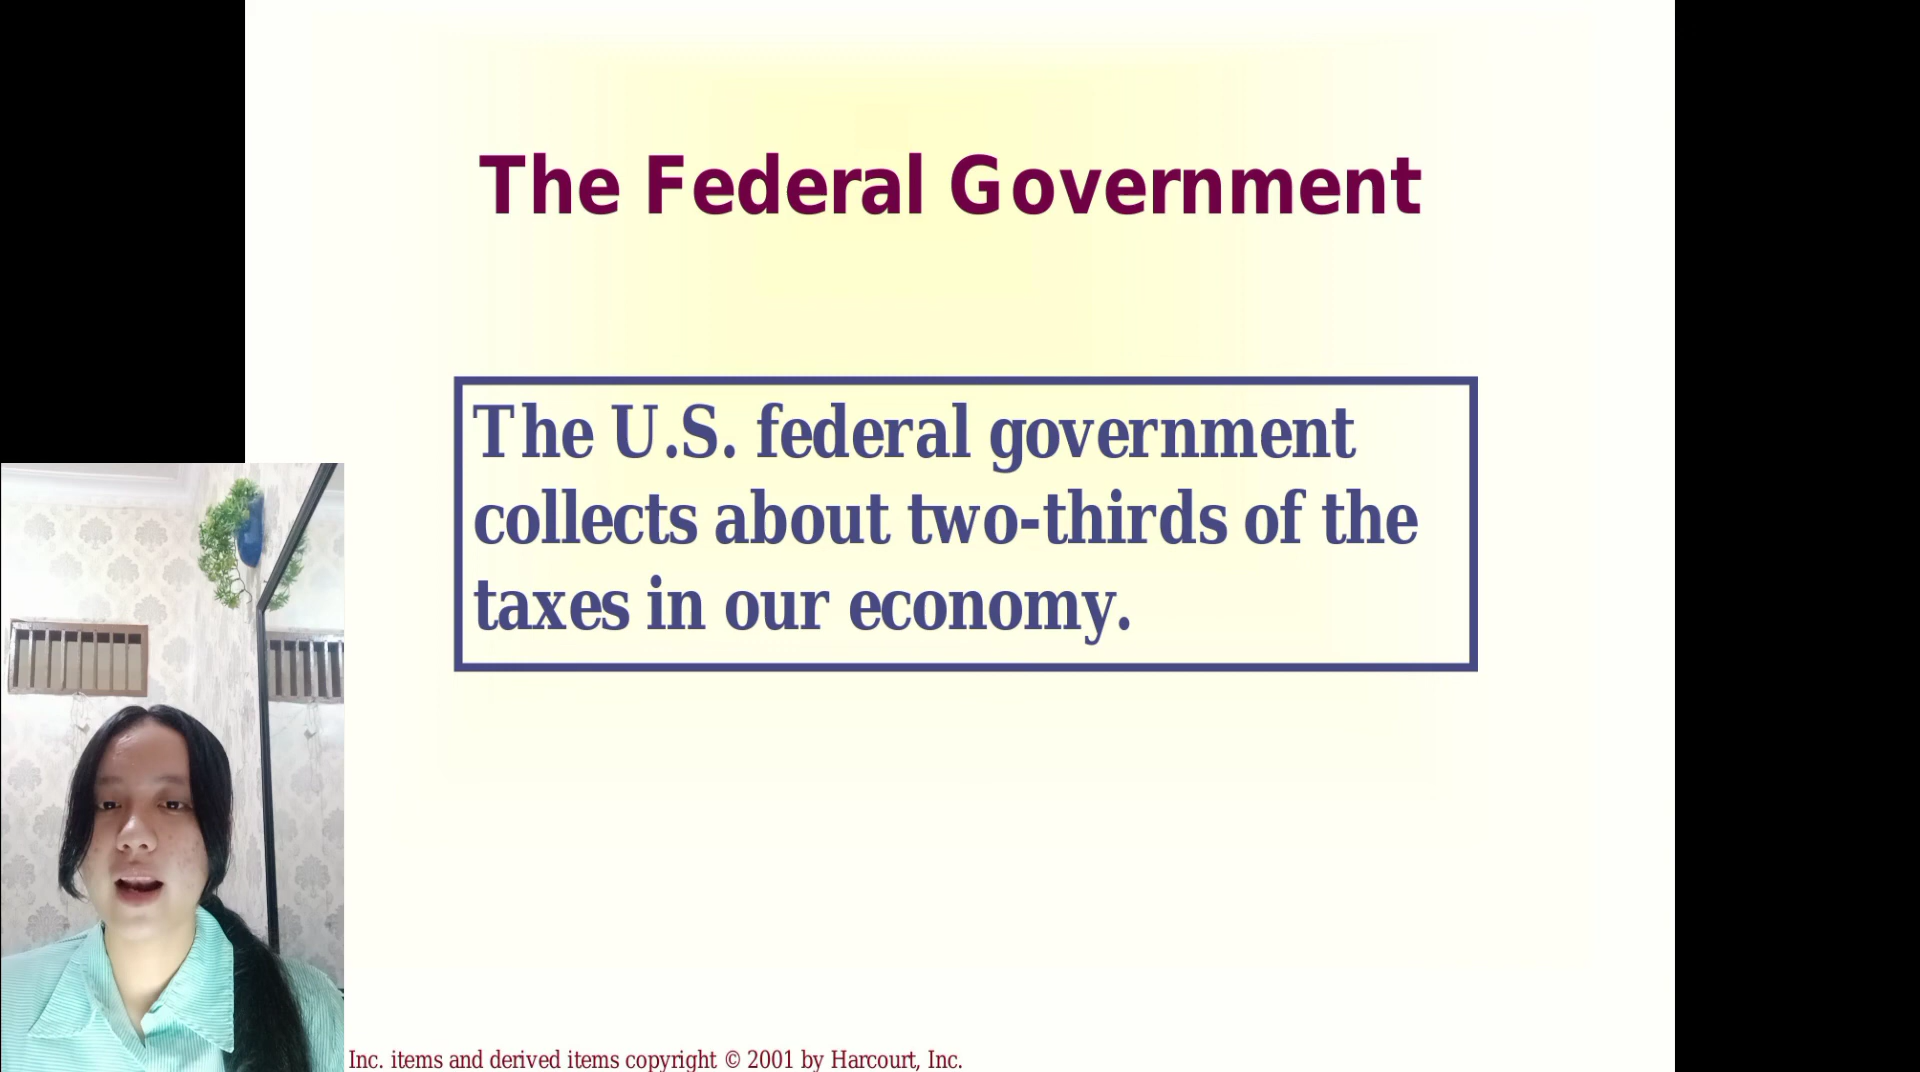 The Federal Government
The U.S. federal government
collects about two-thirds of the
taxes in our economy.
Inc. items and derived items copyright © 2001 by Harcourt, Inc.